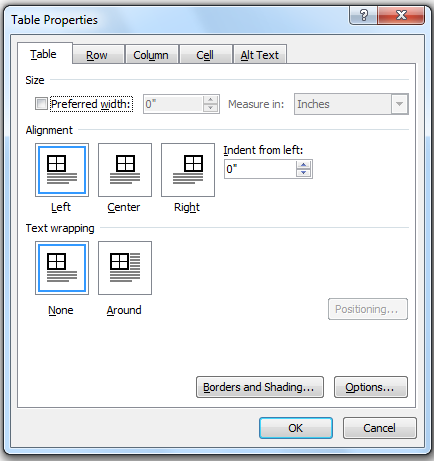 Table Properties
Table Row Column Cell Alt Text
Size
Preferred width: 0" Measure in: Inches
Alignment
Indent from left:
0"
Left Center Right
Text wrapping
None Around
Positioning...
Borders and Shading... Options...
OK Cancel